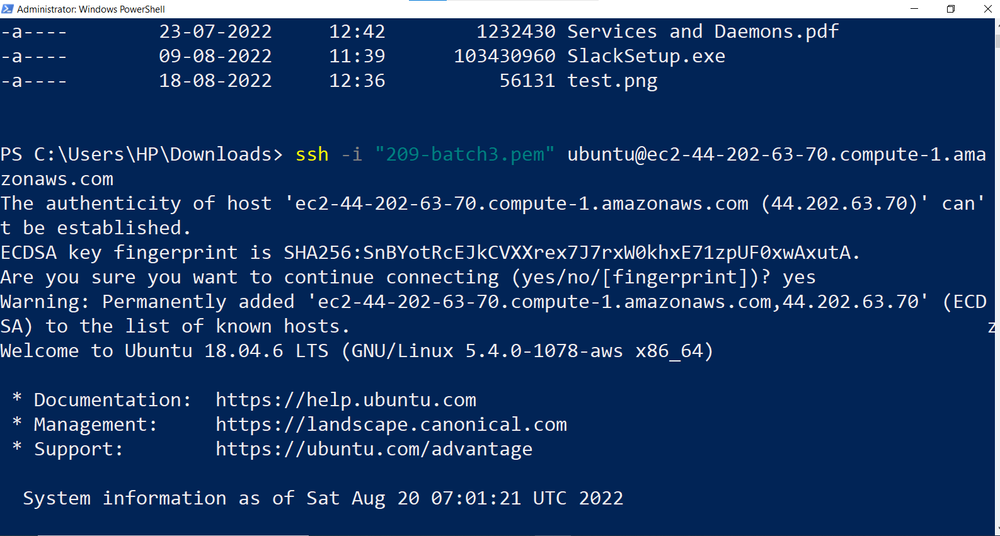 Administrator: Windows PowerShell
-a---- 23-07-2022 12:42 1232430 Services and Daemons.pdf
-a---- 09-08-2022 11:39 103430960 SlackSetup.exe
-a---- 18-08-2022 12:36 56131 test.png
PS C:\Users\HP\Downloads> ssh -i "209-batch3.pem" ubuntu@ec2-44-202-63-70.compute-1.ama
zonaws.com
The authenticity of host 'ec2-44-202-63-70.compute-1.amazonaws.com (44.202.63.70)' can'
t be established.
ECDSA key fingerprint is SHA256:SnBYotRcEJkCVXXrex7J7rxW0khxE71zpUF0xwAxutA.
Are you sure you want to continue connecting (yes/no/[fingerprint])? yes
Warning: Permanently added 'ec2-44-202-63-70.compute-1.amazonaws.com,44.202.63.70' (ECD
SA) to the list of known hosts. z
Welcome to Ubuntu 18.04.6 LTS (GNU/Linux 5.4.0-1078-aws x86_64)
* Documentation: https://help.ubuntu.com
* Management: https://landscape.canonical.com
* Support: https://ubuntu.com/advantage
System information as of Sat Aug 20 07:01:21 UTC 2022